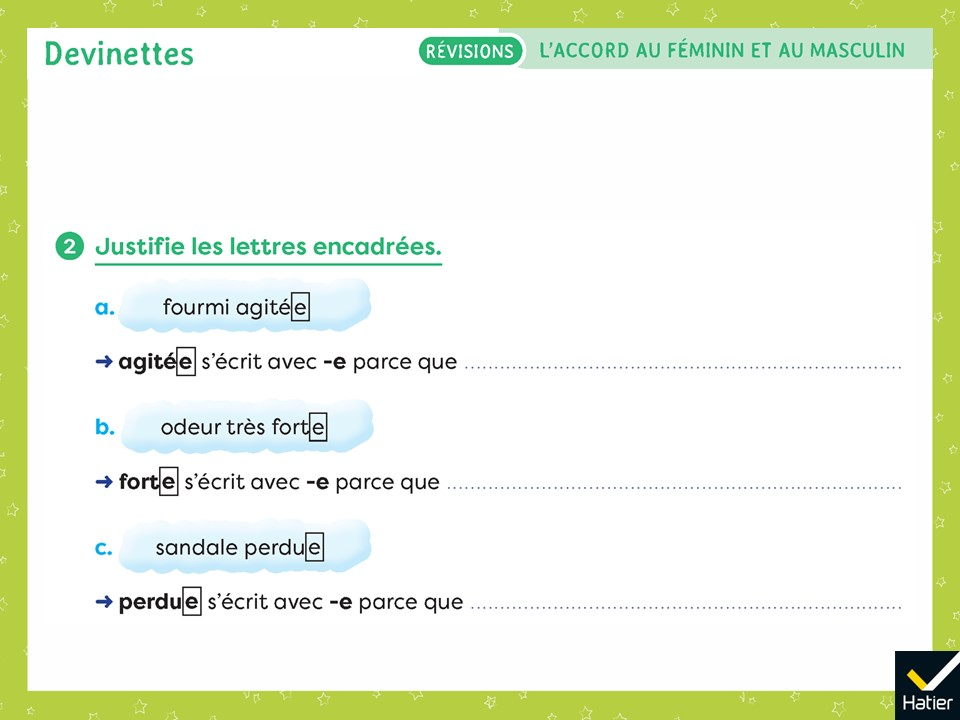 Devinettes
RÉVISIONS L'ACCORD AU FÉMININ ET AU MASCULIN
2 Justifie les lettres encadrées.
a. fourmi agitée
➜ agitée s'écrit avec -e parce que ........................................................................
b. odeur très forte
➜ forte s'écrit avec -e parce que ...........................................................................
c. sandale perdue
➜ perdue s'écrit avec -e parce que .......................................................................
Hatier